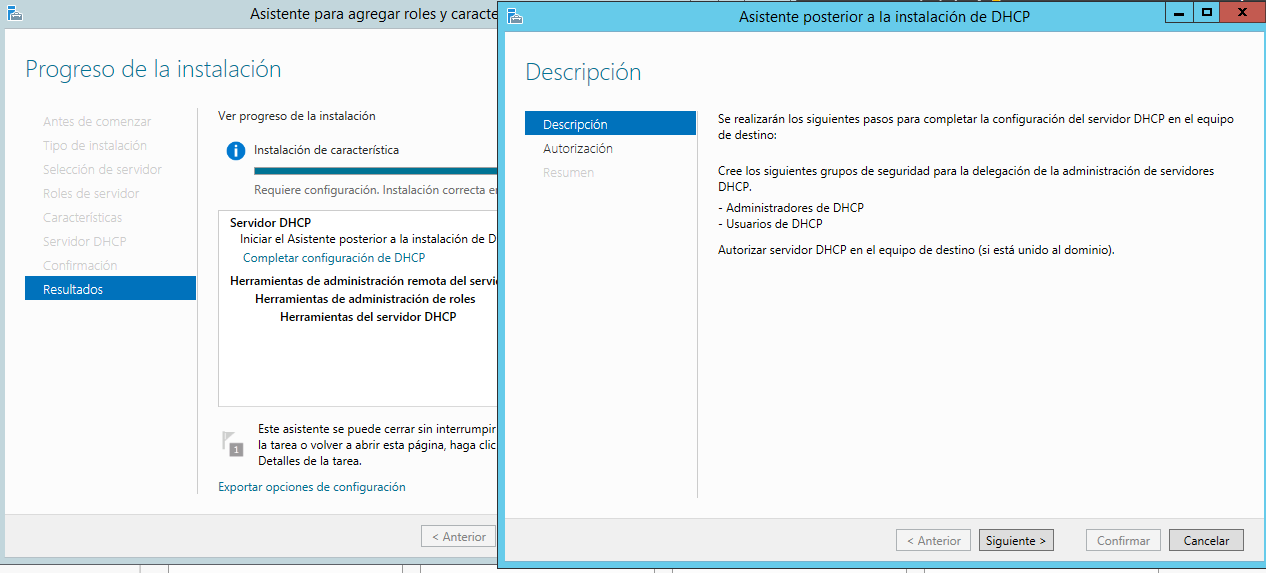 Asistente para agregar roles y caracte
Progreso de la instalación
Antes de comenzar
Tipo de instalación
Selección de servidor
Roles de servidor
Características
Servidor DHCP
Confirmación
Resultados
Ver progreso de la instalación
Instalación de característica
Requiere configuración. Instalación correcta en
Servidor DHCP
Iniciar el Asistente posterior a la instalación de D
Completar configuración de DHCP
Herramientas de administración remota del servi
Herramientas de administración de roles
Herramientas del servidor DHCP
1
Este asistente se puede cerrar sin interrumpir
la tarea o volver a abrir esta página, haga clic
Detalles de la tarea.
Exportar opciones de configuración
< Anterior
Asistente posterior a la instalación de DHCP
Descripción
Descripción
Autorización
Resumen
Se realizarán los siguientes pasos para completar la configuración del servidor DHCP en el equipo
de destino:
Cree los siguientes grupos de seguridad para la delegación de la administración de servidores
DHCP.
- Administradores de DHCP
- Usuarios de DHCP
Autorizar servidor DHCP en el equipo de destino (si está unido al dominio).
< Anterior
Siguiente >
Confirmar
Cancelar